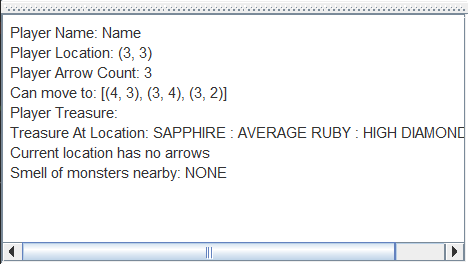 Player Name: Name
Player Location: (3, 3)
Player Arrow Count: 3
Can move to: [(4, 3), (3, 4), (3, 2)]
Player Treasure:
Treasure At Location: SAPPHIRE : AVERAGE RUBY : HIGH DIAMOND
Current location has no arrows
Smell of monsters nearby: NONE